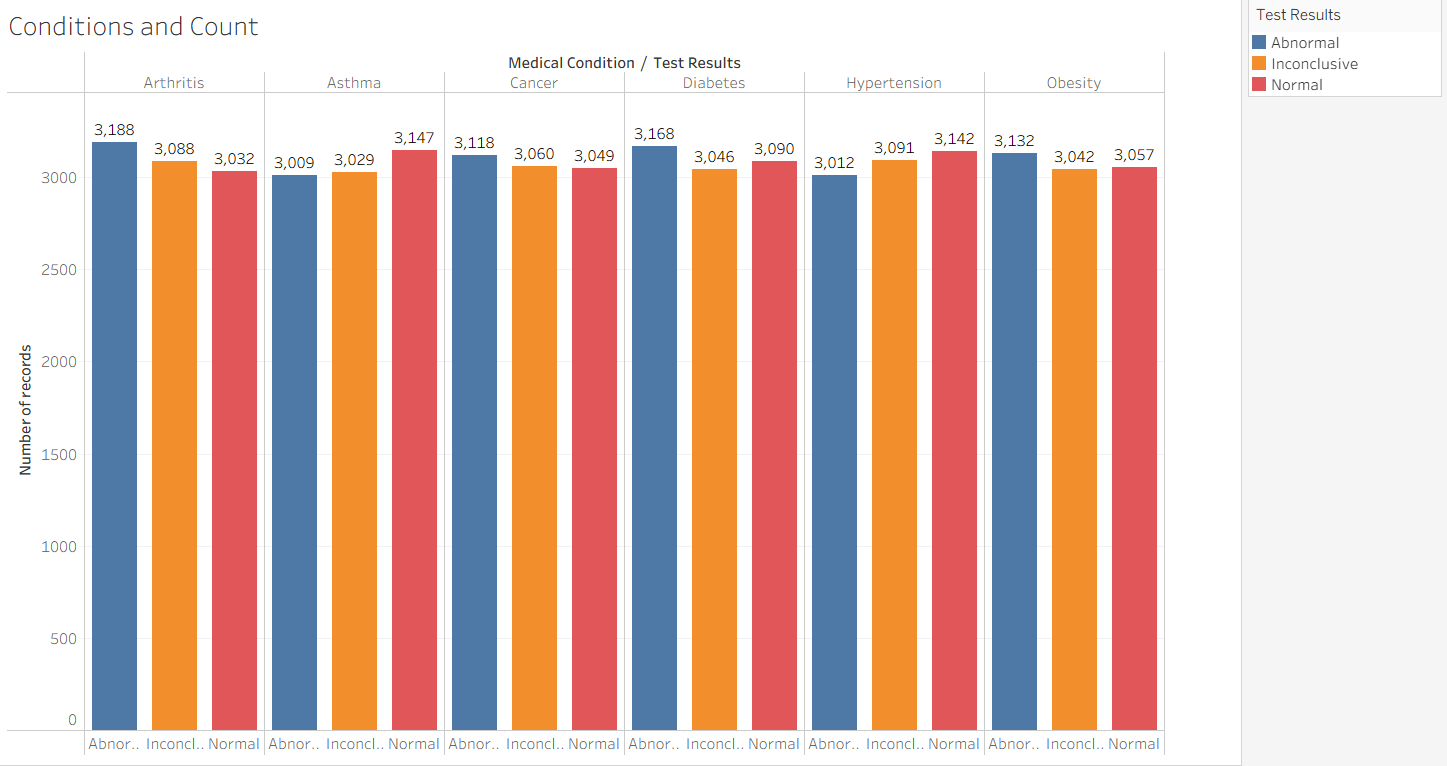 Conditions and Count
Medical Condition / Test Results
Arthritis Asthma Cancer Diabetes Hypertension Obesity
3,188 3,088 3,032 3,009 3,029 3,147 3,118 3,060 3,049 3,168 3,046 3,090 3,012 3,091 3,142 3,132 3,042 3,057
Number of records
3000
2500
2000
1500
1000
500
0
Abnor.. Inconcl.. Normal Abnor.. Inconcl.. Normal Abnor.. Inconcl.. Normal Abnor.. Inconcl.. Normal Abnor.. Inconcl.. Normal Abnor.. Inconcl.. Normal
Test Results
Abnormal
Inconclusive
Normal